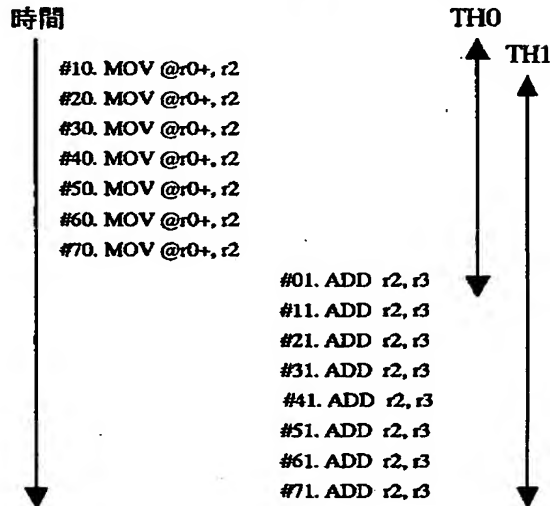 時間
TH0
TH1
#10. MOV @r0+, r2
#20. MOV @r0+, r2
#30. MOV @r0+, r2
#40. MOV @r0+, r2
#50. MOV @r0+, r2
#60. MOV @r0+, r2
#70. MOV @r0+, r2
#01. ADD r2, r3
#11. ADD r2, r3
#21. ADD r2, r3
#31. ADD r2, r3
#41. ADD r2, r3
#51. ADD r2, r3
#61. ADD r2, r3
#71. ADD r2, r3